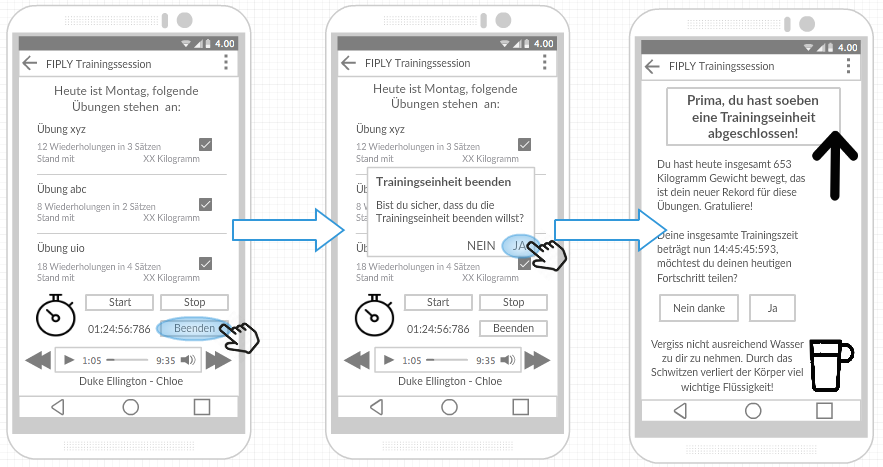 4.00
FIPLY Trainingssession
Heute ist Montag, folgende
Übungen stehen an:
Übung xyz
12 Wiederholungen in 3 Sätzen
Stand mit XX Kilogramm
Übung abc
8 Wiederholungen in 2 Sätzen
Stand mit XX Kilogramm
Übung uio
18 Wiederholungen in 4 Sätzen
Stand mit XX Kilogramm
Start Stop
01:24:56:786 Beenden
1:05 9:35
Duke Ellington - Chloe
4.00
FIPLY Trainingssession
Heute ist Montag, folgende
Übungen stehen an:
Übung xyz
12 Wiederholungen in 3 Sätzen
Stand mit XX Kilogramm
Trainingseinheit beenden
Bist du sicher, dass du die
Trainingseinheit beenden willst?
NEIN JA
18 Wiederholungen in 4 Sätzen
Stand mit XX Kilogramm
Start Stop
01:24:56:786 Beenden
1:05 9:35
Duke Ellington - Chloe
4.00
FIPLY Trainingssession
Prima, du hast soeben
eine Trainingseinheit
abgeschlossen!
Du hast heute insgesamt 653
Kilogramm Gewicht bewegt, das
ist dein neuer Rekord für diese
Übungen. Gratuliere!
Deine insgesamte Trainingszeit
beträgt nun 14:45:45:593,
möchtest du deinen heutigen
Fortschritt teilen?
Nein danke Ja
Vergiss nicht ausreichend Wasser
zu dir zu nehmen. Durch das
Schwitzen verliert der Körper viel
wichtige Flüssigkeit!